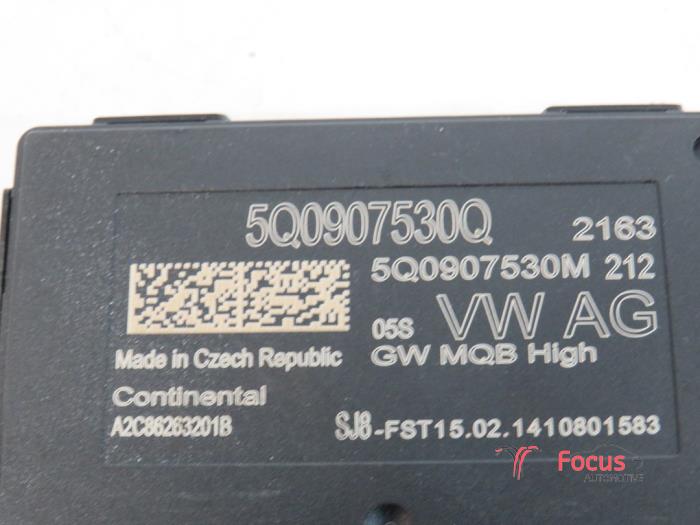 5Q0907530Q 2163
5Q0907530M 212
05S VW AG
Made in Czech Republic GW MQB High
Continental
A2C86263201B SJ8-FST15.02.1410801583
Focus
AUTOMOTIVE